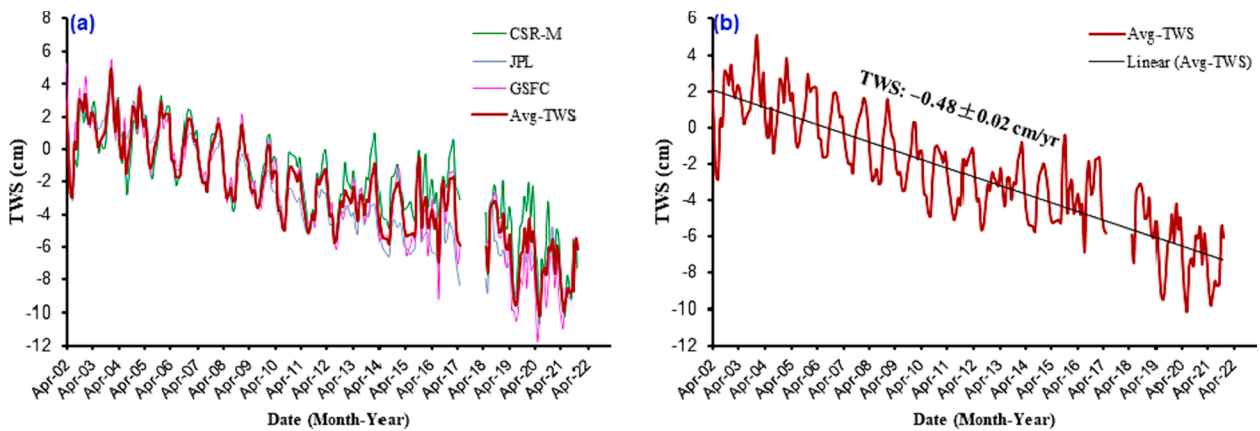 (a)
CSR-M
JPL
GSFC
Avg-TWS
8
6
4
2
0
-2
-4
-6
-8
-10
-12
TWS (cm)
Apr-02
Apr-03
Apr-04
Apr-05
Apr-06
Apr-07
Apr-08
Apr-09
Apr-10
Apr-11
Apr-12
Apr-13
Apr-14
Apr-15
Apr-16
Apr-17
Apr-18
Apr-19
Apr-20
Apr-21
Apr-22
Date (Month-Year)
(b)
Avg-TWS
Linear (Avg-TWS)
TWS: −0.48±0.02 cm/yr
6
4
2
0
-2
-4
-6
-8
-10
-12
TWS (cm)
Apr-02
Apr-03
Apr-04
Apr-05
Apr-06
Apr-07
Apr-08
Apr-09
Apr-10
Apr-11
Apr-12
Apr-13
Apr-14
Apr-15
Apr-16
Apr-17
Apr-18
Apr-19
Apr-20
Apr-21
Apr-22
Date (Month-Year)